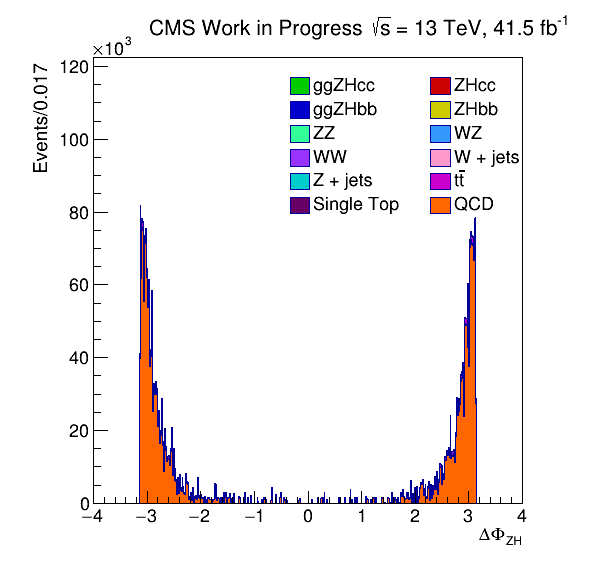 CMS Work in Progress √s = 13 TeV, 41.5 fb⁻¹
×10³
Events/0.017
120
100
80
60
40
20
0
ggZHcc ZHcc
ggZHbb ZHbb
ZZ WZ
WW W + jets
Z + jets tt̄
Single Top QCD
−4 −3 −2 −1 0 1 2 3 4
ΔΦZH